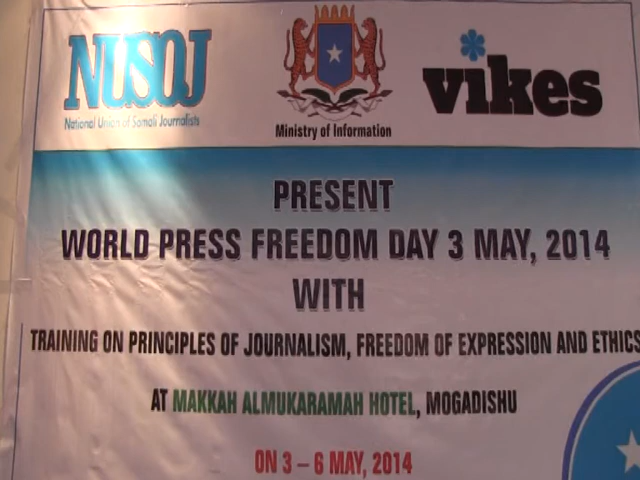 NUSOJ
National Union of Somali Journalists
Ministry of Information
vikes
PRESENT
WORLD PRESS FREEDOM DAY 3 MAY, 2014
WITH
TRAINING ON PRINCIPLES OF JOURNALISM, FREEDOM OF EXPRESSION AND ETHICS
AT MAKKAH ALMUKARAMAH HOTEL, MOGADISHU
ON 3 – 6 MAY, 2014